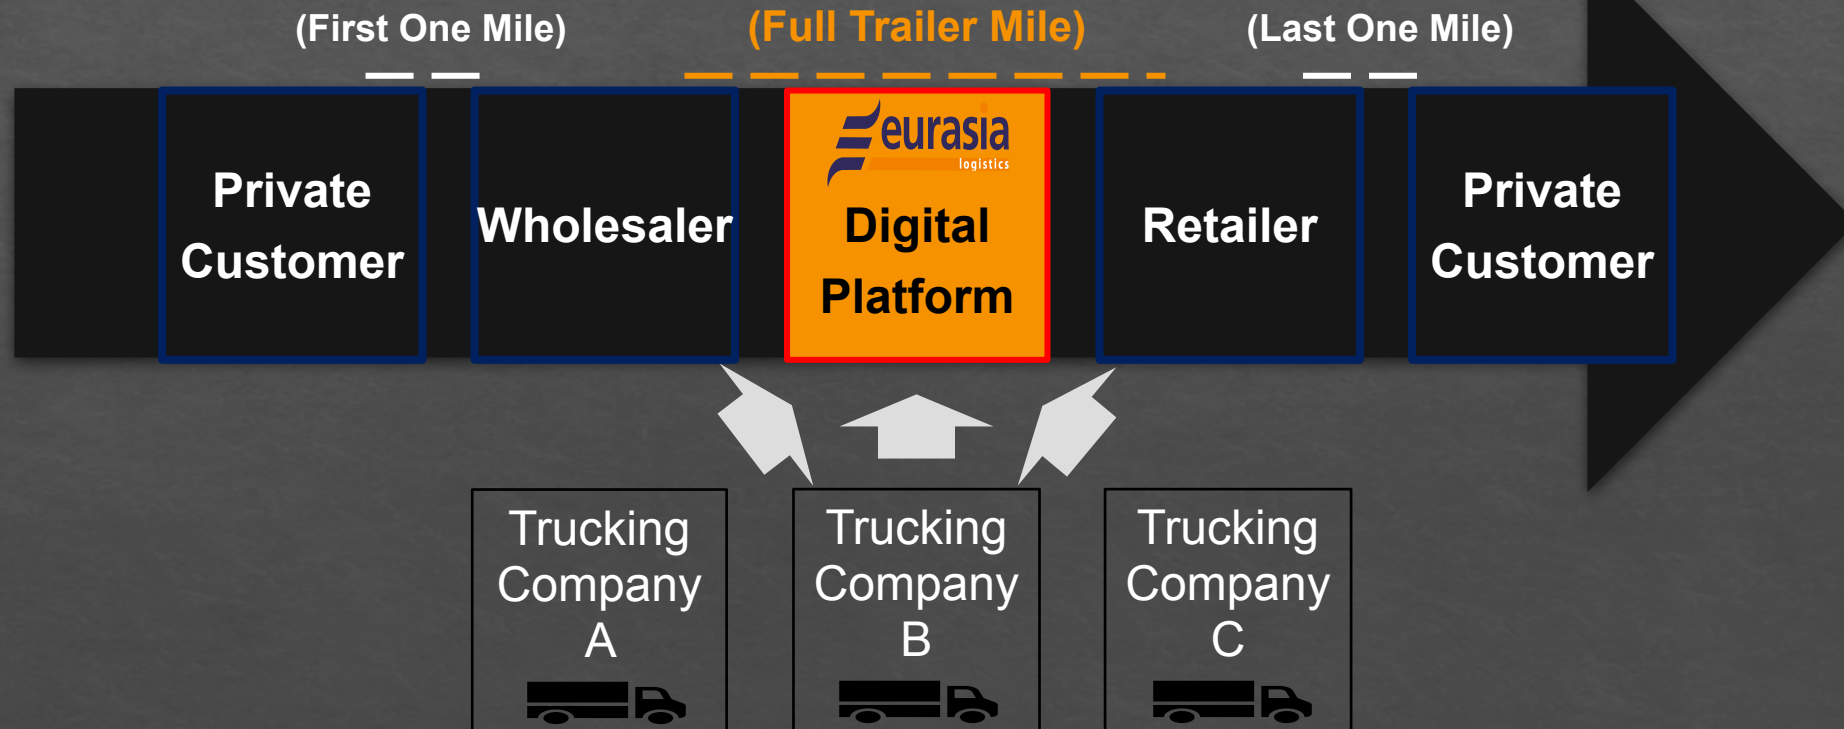 (First One Mile)
(Full Trailer Mile)
(Last One Mile)
Private
Customer
Wholesaler
eurasia
logistics
Digital
Platform
Retailer
Private
Customer
Trucking
Company
A
Trucking
Company
B
Trucking
Company
C